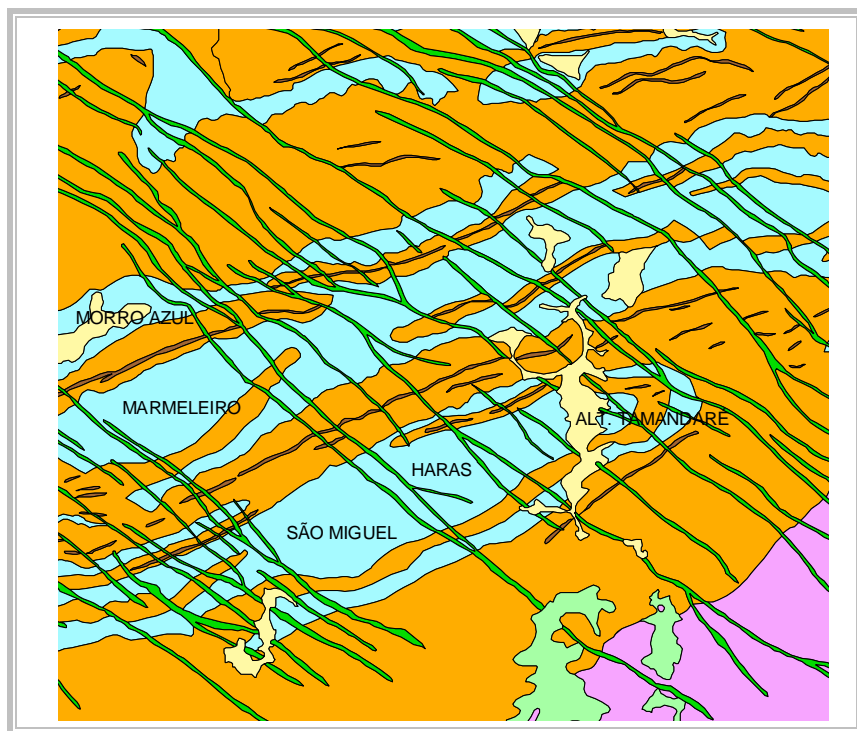 MORRO AZUL
MARMELEIRO
ALT. TAMANDARÉ
HARAS
SÃO MIGUEL